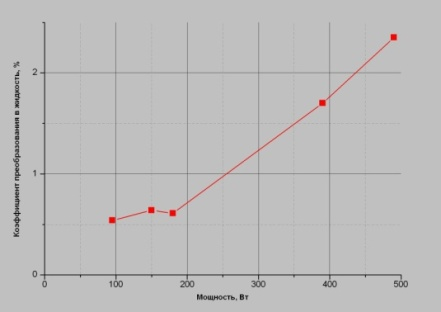 Коэффициент преобразования в жидкость, %
2
1
0
0 100 200 300 400 500
Мощность, Вт